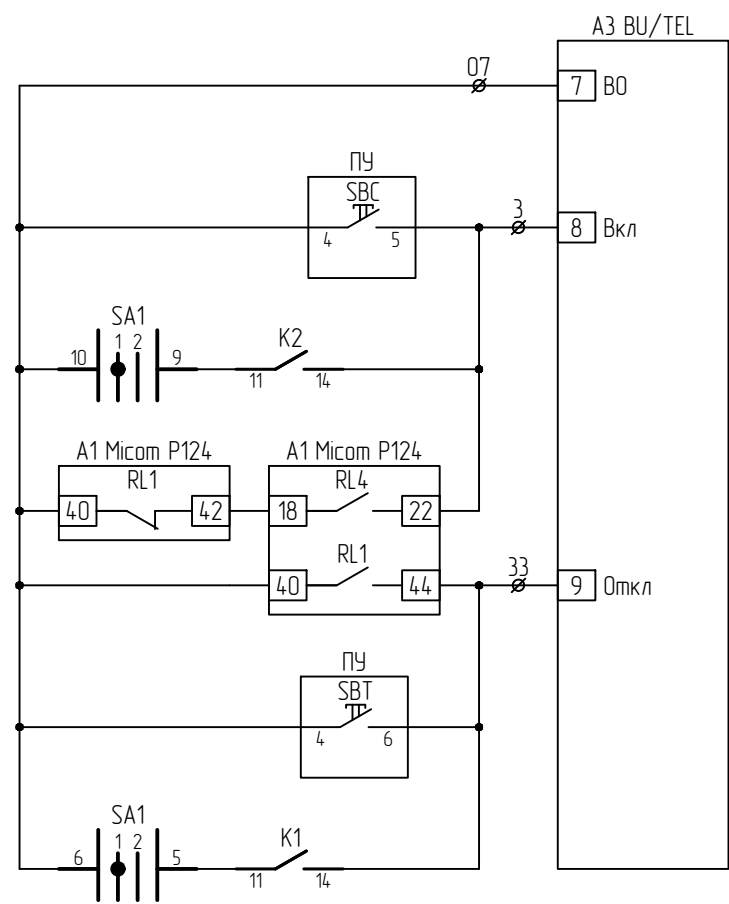 A3 BU/TEL
07
7 ВО
ПУ
SBC
4 5
3
8 Вкл
SA1
10 1 2 9
K2
11 14
A1 Micom P124
RL1
40 42
A1 Micom P124
RL4
18 22
RL1
40 44
33
9 Откл
ПУ
SBT
4 6
SA1
6 1 2 5
K1
11 14